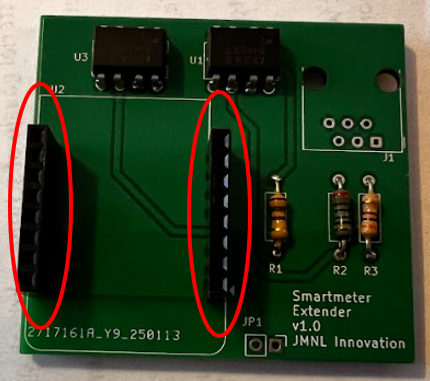 U3
U1
U2
J1
R1
R2
R3
Smartmeter
Extender
v1.0
JMNL Innovation
JP1
2717161A_Y9_250113